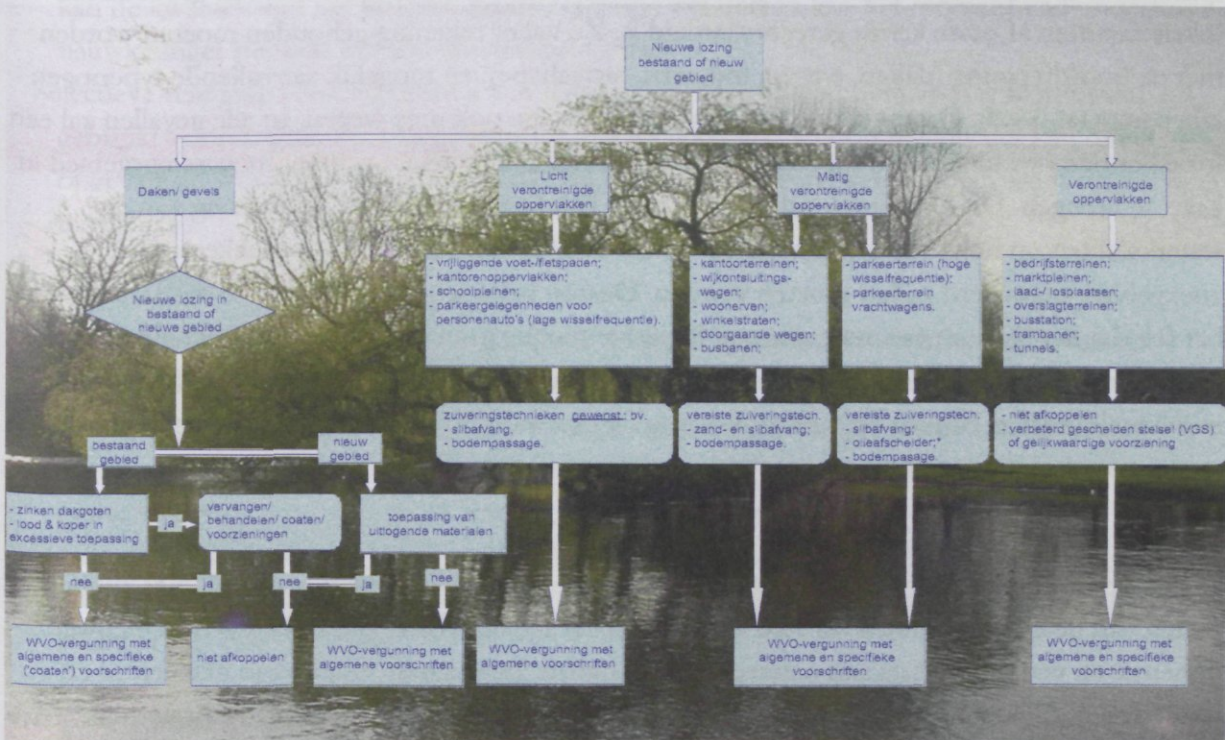 Nieuwe lozing
bestaand of nieuw
gebied
Daken/ gevels
Licht
verontreinigde
oppervlakken
Matig
verontreinigde
oppervlakken
Verontreinigde
oppervlakken
Nieuwe lozing in
bestaand of
nieuwe gebied
- vrijliggende voet-/fietspaden;
- kantorenoppervlakken;
- schoolpleinen;
- parkeergelegenheden voor
personenauto's (lage wisselfrequentie).
- kantoorterreinen;
- wijkontsluitings-
wegen;
- woonerven;
- winkelstraten;
- doorgaande wegen;
- busbanen;
- parkeerterrein (hoge
wisselfrequentie);
- parkeerterrein
vrachtwagens.
- bedrijfsterreinen;
- marktpleinen;
- laad-/ losplaatsen;
- overslagterreinen;
- busstation;
- trambanen;
- tunnels.
zuiveringstechnieken gewenst: bv.
- slibafvang,
- bodempassage.
vereiste zuiveringstech.
- zand- en slibafvang;
- bodempassage.
vereiste zuiveringstech.
- slibafvang;
- olieafscheider;*
- bodempassage.
- niet afkoppelen
- verbeterd gescheiden stelsel (VGS)
of gelijkwaardige voorziening
bestaand
gebied
nieuw
gebied
- zinken dakgoten
- lood & koper in
excessieve toepassing
ja
vervangen/
behandelen/ coaten/
voorzieningen
toepassing van
uitlogende materialen
nee
ja
nee
ja
nee
WVO-vergunning met
algemene en specifieke
('coaten') voorschriften
niet afkoppelen
WVO-vergunning met
algemene voorschriften
WVO-vergunning met
algemene voorschriften
WVO-vergunning met
algemene en specifieke
voorschriften
WVO-vergunning met
algemene en specifieke
voorschriften